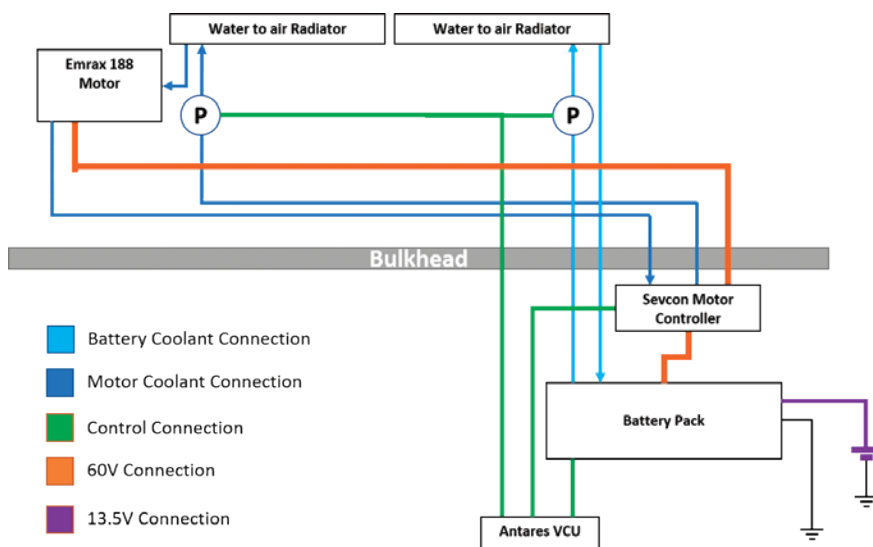 Water to air Radiator
Water to air Radiator
Emrax 188
Motor
P
P
Bulkhead
Sevcon Motor
Controller
Battery Coolant Connection
Motor Coolant Connection
Battery Pack
Control Connection
60V Connection
13.5V Connection
Antares VCU